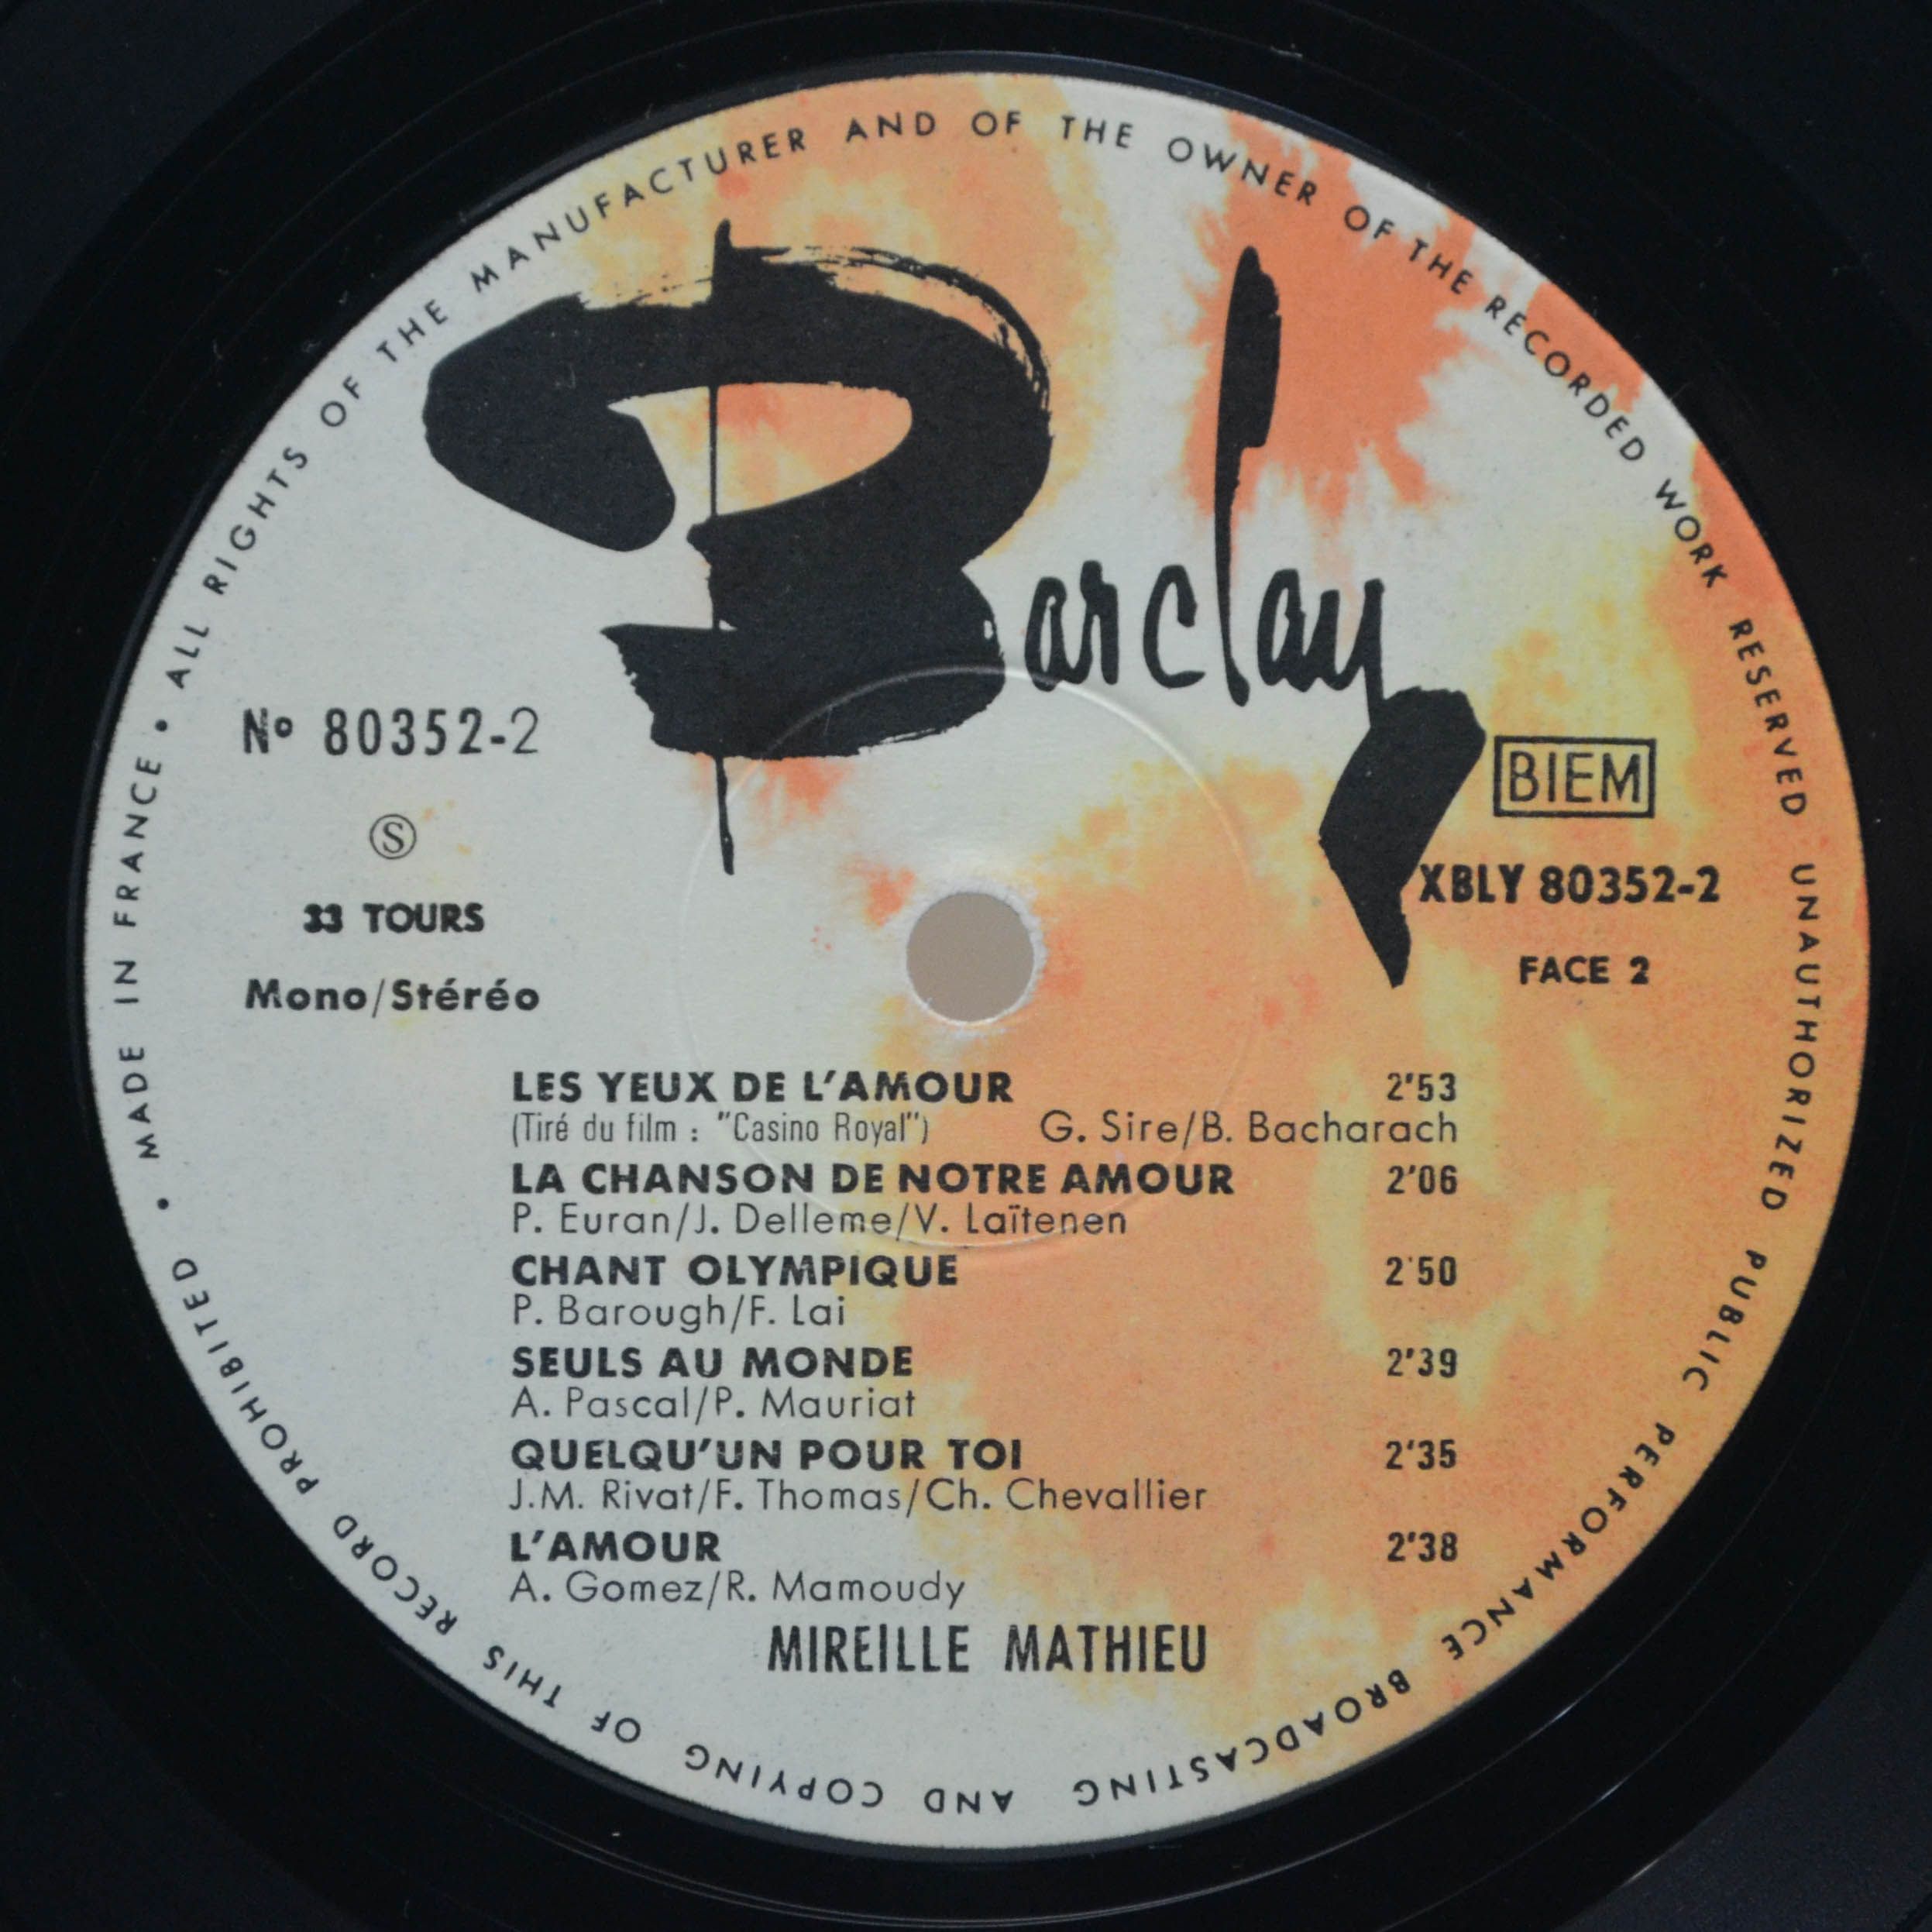 • MADE IN FRANCE • ALL RIGHTS OF THE MANUFACTURER AND OF THE OWNER OF THE RECORDED WORK RESERVED UNAUTHORIZED PUBLIC PERFORMANCE BROADCASTING AND COPYING OF THIS RECORD PROHIBITED
Barclay
Nº 80352-2
Ⓢ
33 TOURS
Mono/Stéréo
BIEM
XBLY 80352-2
FACE 2
LES YEUX DE L'AMOUR 2'53
(Tiré du film : "Casino Royal") G. Sire/B. Bacharach
LA CHANSON DE NOTRE AMOUR 2'06
P. Euran/J. Delleme/V. Laïtenen
CHANT OLYMPIQUE 2'50
P. Barough/F. Lai
SEULS AU MONDE 2'39
A. Pascal/P. Mauriat
QUELQU'UN POUR TOI 2'35
J.M. Rivat/F. Thomas/Ch. Chevallier
L'AMOUR 2'38
A. Gomez/R. Mamoudy
MIREILLE MATHIEU